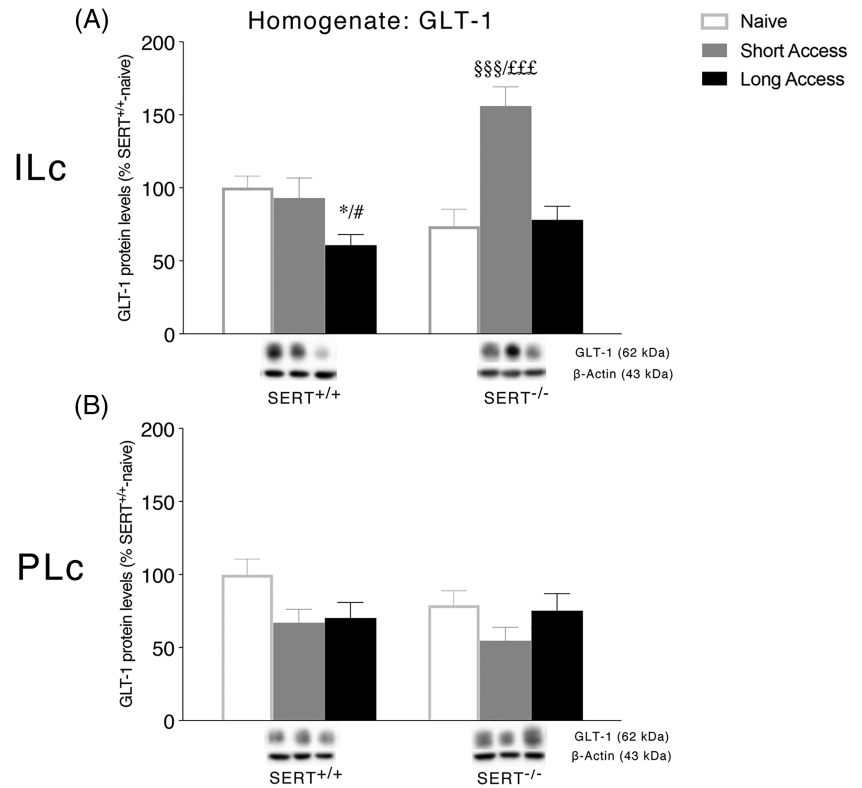 (A)
Homogenate: GLT-1
Naive
Short Access
Long Access
ILc
GLT-1 protein levels (% SERT+/+-naive)
200
150
100
50
0
*/#
§§§/£££
GLT-1 (62 kDa)
β-Actin (43 kDa)
SERT+/+
SERT-/-
(B)
PLc
GLT-1 protein levels (% SERT+/+-naive)
200
150
100
50
0
GLT-1 (62 kDa)
β-Actin (43 kDa)
SERT+/+
SERT-/-